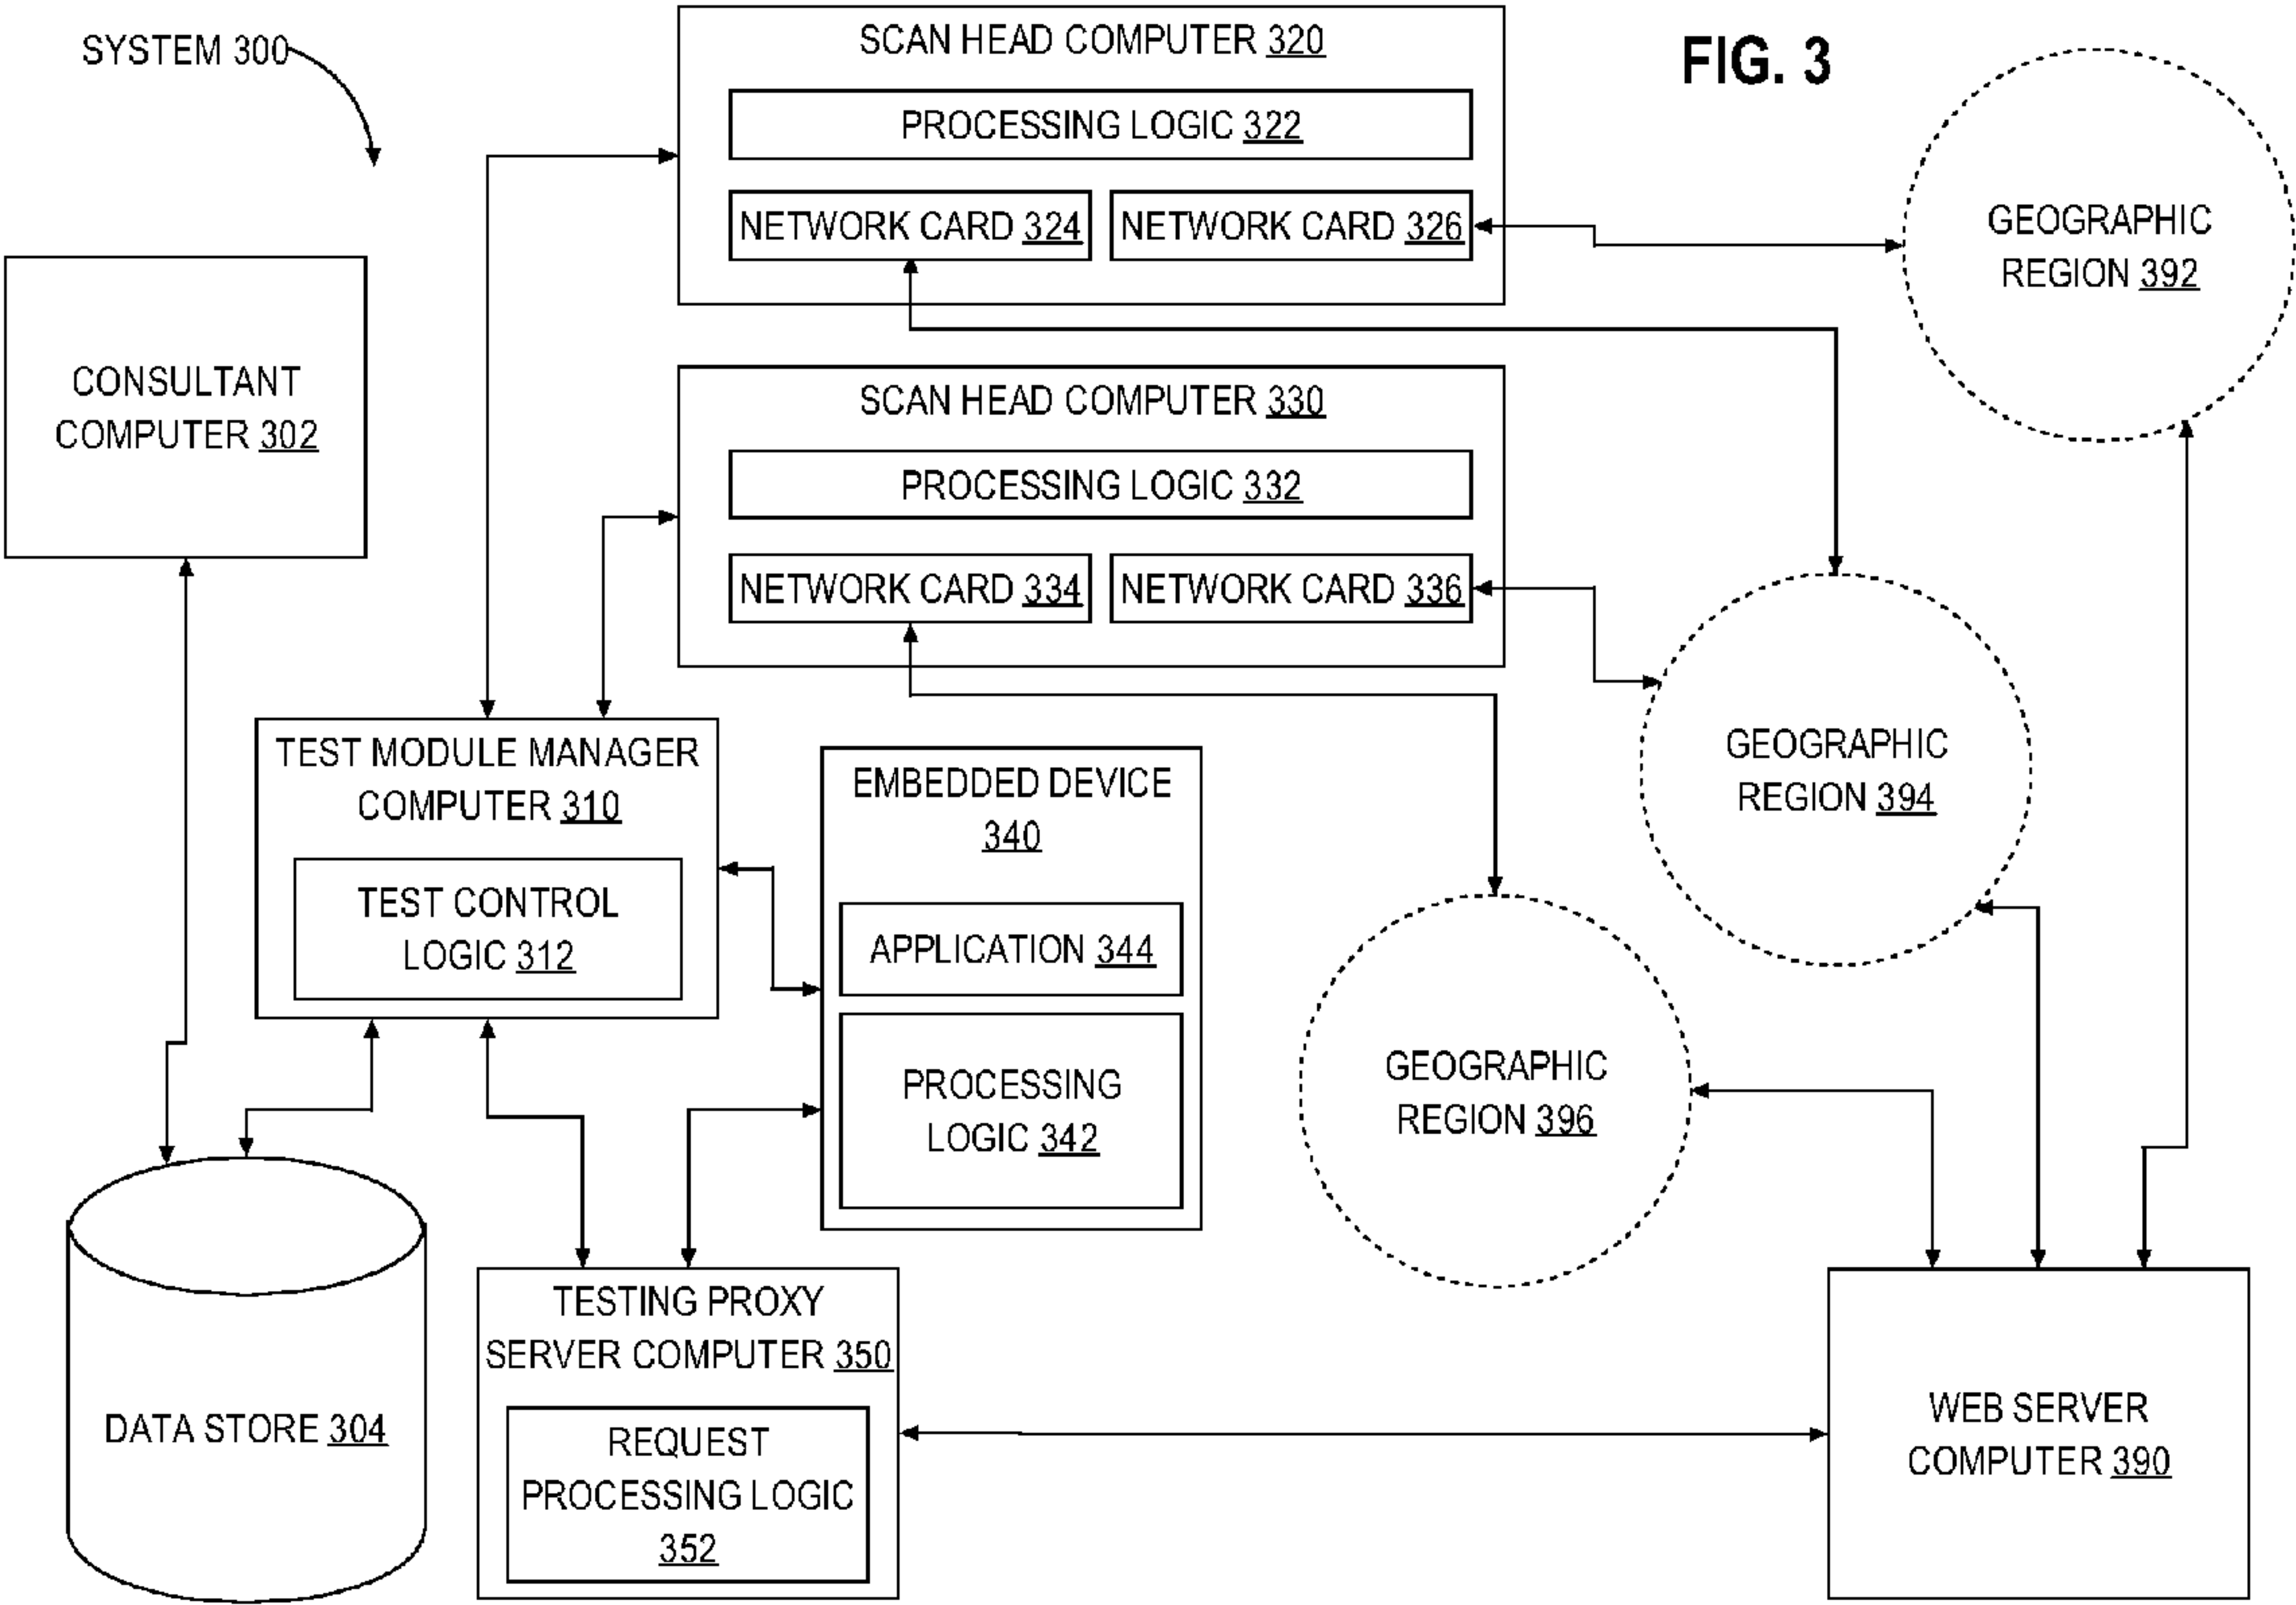 SYSTEM 300
FIG. 3
SCAN HEAD COMPUTER 320
PROCESSING LOGIC 322
NETWORK CARD 324
NETWORK CARD 326
GEOGRAPHIC
REGION 392
CONSULTANT
COMPUTER 302
SCAN HEAD COMPUTER 330
PROCESSING LOGIC 332
NETWORK CARD 334
NETWORK CARD 336
GEOGRAPHIC
REGION 394
TEST MODULE MANAGER
COMPUTER 310
TEST CONTROL
LOGIC 312
EMBEDDED DEVICE
340
APPLICATION 344
PROCESSING
LOGIC 342
GEOGRAPHIC
REGION 396
DATA STORE 304
TESTING PROXY
SERVER COMPUTER 350
REQUEST
PROCESSING LOGIC
352
WEB SERVER
COMPUTER 390